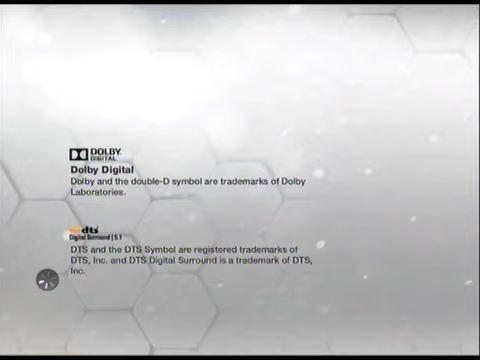 DOLBY
DIGITAL
Dolby Digital
Dolby and the double-D symbol are trademarks of Dolby
Laboratories.
dts
Digital Surround | 5.1
DTS and the DTS Symbol are registered trademarks of
DTS, Inc. and DTS Digital Surround is a trademark of DTS,
Inc.